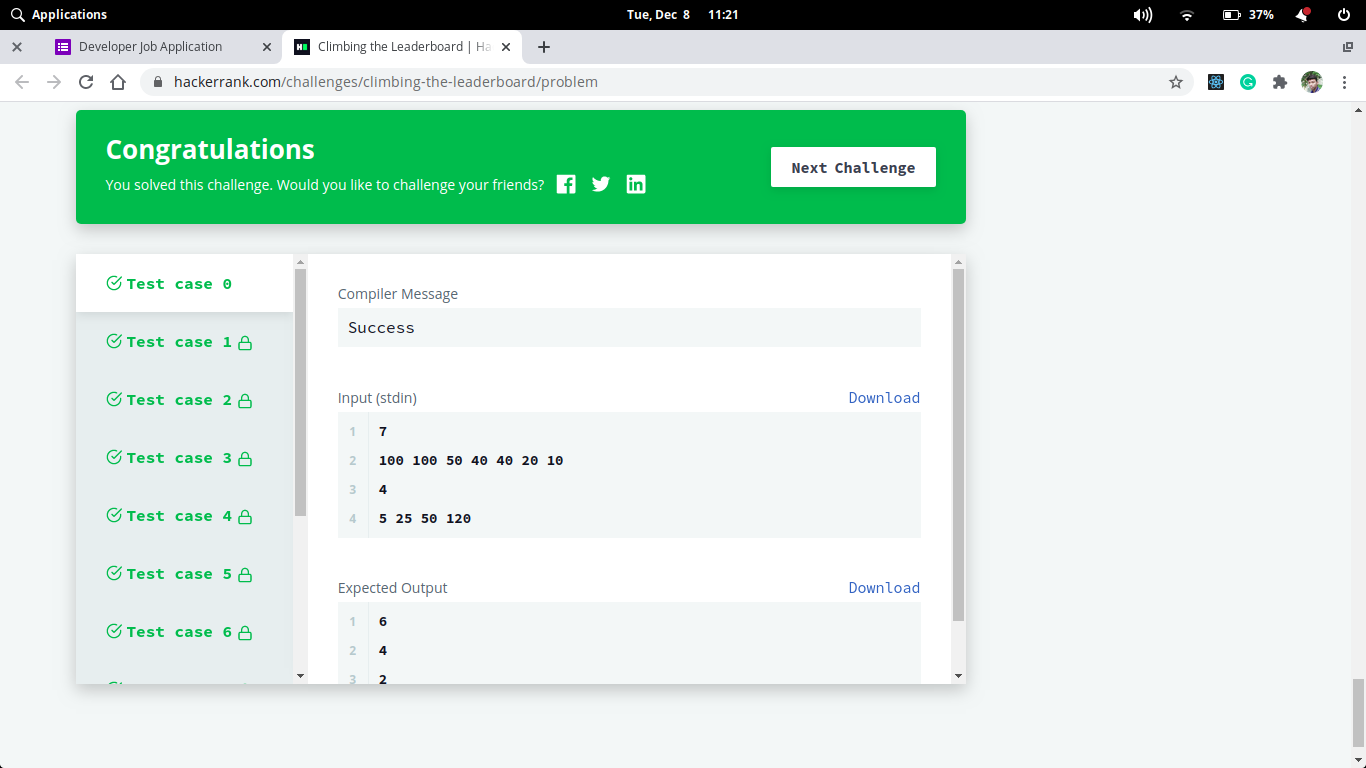 Applications
Tue, Dec 8 11:21
37%
Developer Job Application
Climbing the Leaderboard | Ha
hackerrank.com/challenges/climbing-the-leaderboard/problem
Congratulations
You solved this challenge. Would you like to challenge your friends?
Next Challenge
Test case 0
Test case 1
Test case 2
Test case 3
Test case 4
Test case 5
Test case 6
Compiler Message
Success
Input (stdin)
Download
1 7
2 100 100 50 40 40 20 10
3 4
4 5 25 50 120
Expected Output
Download
1 6
2 4
3 2